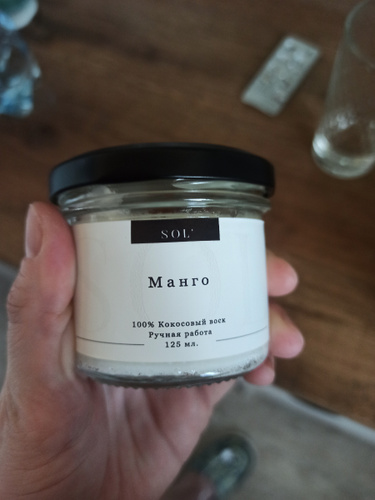 SOL'
Манго
100% Кокосовый воск
Ручная работа
125 мл.